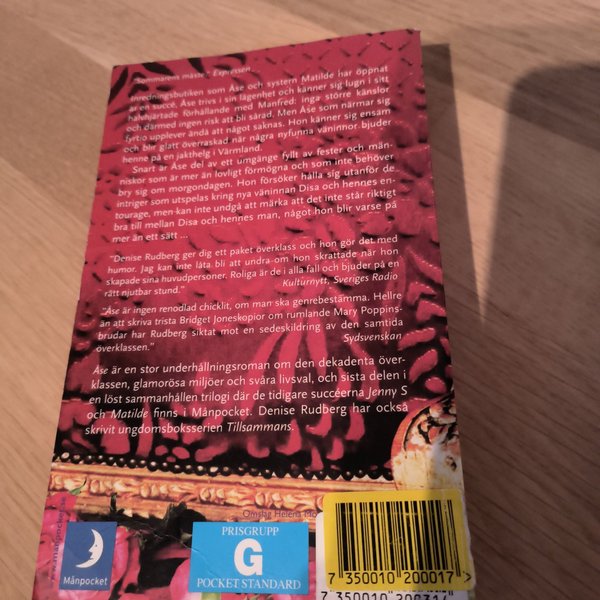 "Sommarens måste". Expressen
Inredningsbutiken som Åse och systern Matilde har öppnat
är en succé. Åse trivs i sin lägenhet och känner sig lugn i sitt
halvhjärtade förhållande med Manfred: inga större känslor
och därmed ingen risk att bli sårad. Men Åse som närmar sig
fyrtio upplever ändå att något saknas. Hon känner sig ensam
och blir glatt överraskad när några nyfunna väninnor bjuder
henne på en jakthelg i Värmland.
Snart är Åse del av ett umgänge fyllt av fester och män-
niskor som är mer än lovligt förmögna och som inte behöver
bry sig om morgondagen. Hon försöker hålla sig utanför de
intriger som utspelas kring nya väninnan Disa och hennes en-
tourage, men kan inte undgå att märka att det inte står riktigt
bra till mellan Disa och hennes man, något hon blir varse på
mer än ett sätt ...
"Denise Rudberg ger dig ett paket överklass och hon gör det med
humor. Jag kan inte låta bli att undra om hon skrattade när hon
skapade sina huvudpersoner. Roliga är de i alla fall och bjuder på en
rätt njutbar stund."
Kulturnytt, Sveriges Radio
"Åse är ingen renodlad chicklit, om man ska genrebestämma. Hellre
än att skriva trista Bridget Joneskopior om rumlande Mary Poppins-
brudar har Rudberg siktat mot en sedeskildring av den samtida
överklassen."
Sydsvenskan
Åse är en stor underhållningsroman om den dekadenta över-
klassen, glamorösa miljöer och svåra livsval, och sista delen i
en löst sammanhållen trilogi där de tidigare succéerna Jenny S
och Matilde finns i Månpocket. Denise Rudberg har också
skrivit ungdomsboksserien Tillsammans.
Omslag Helena
www.manpocket.se
Månpocket
PRISGRUPP
G
POCKET STANDARD
7 350010 200017 >
7 350010 200314